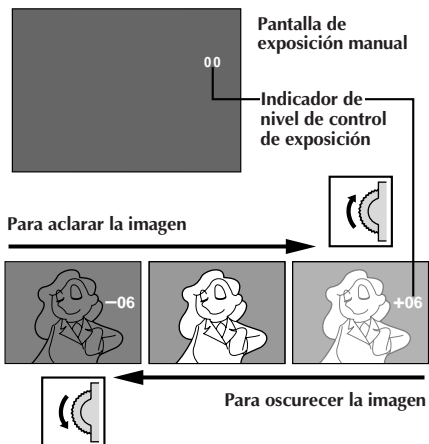 Pantalla de
exposición manual
00
Indicador de
nivel de control
de exposición
Para aclarar la imagen
–06
+06
Para oscurecer la imagen